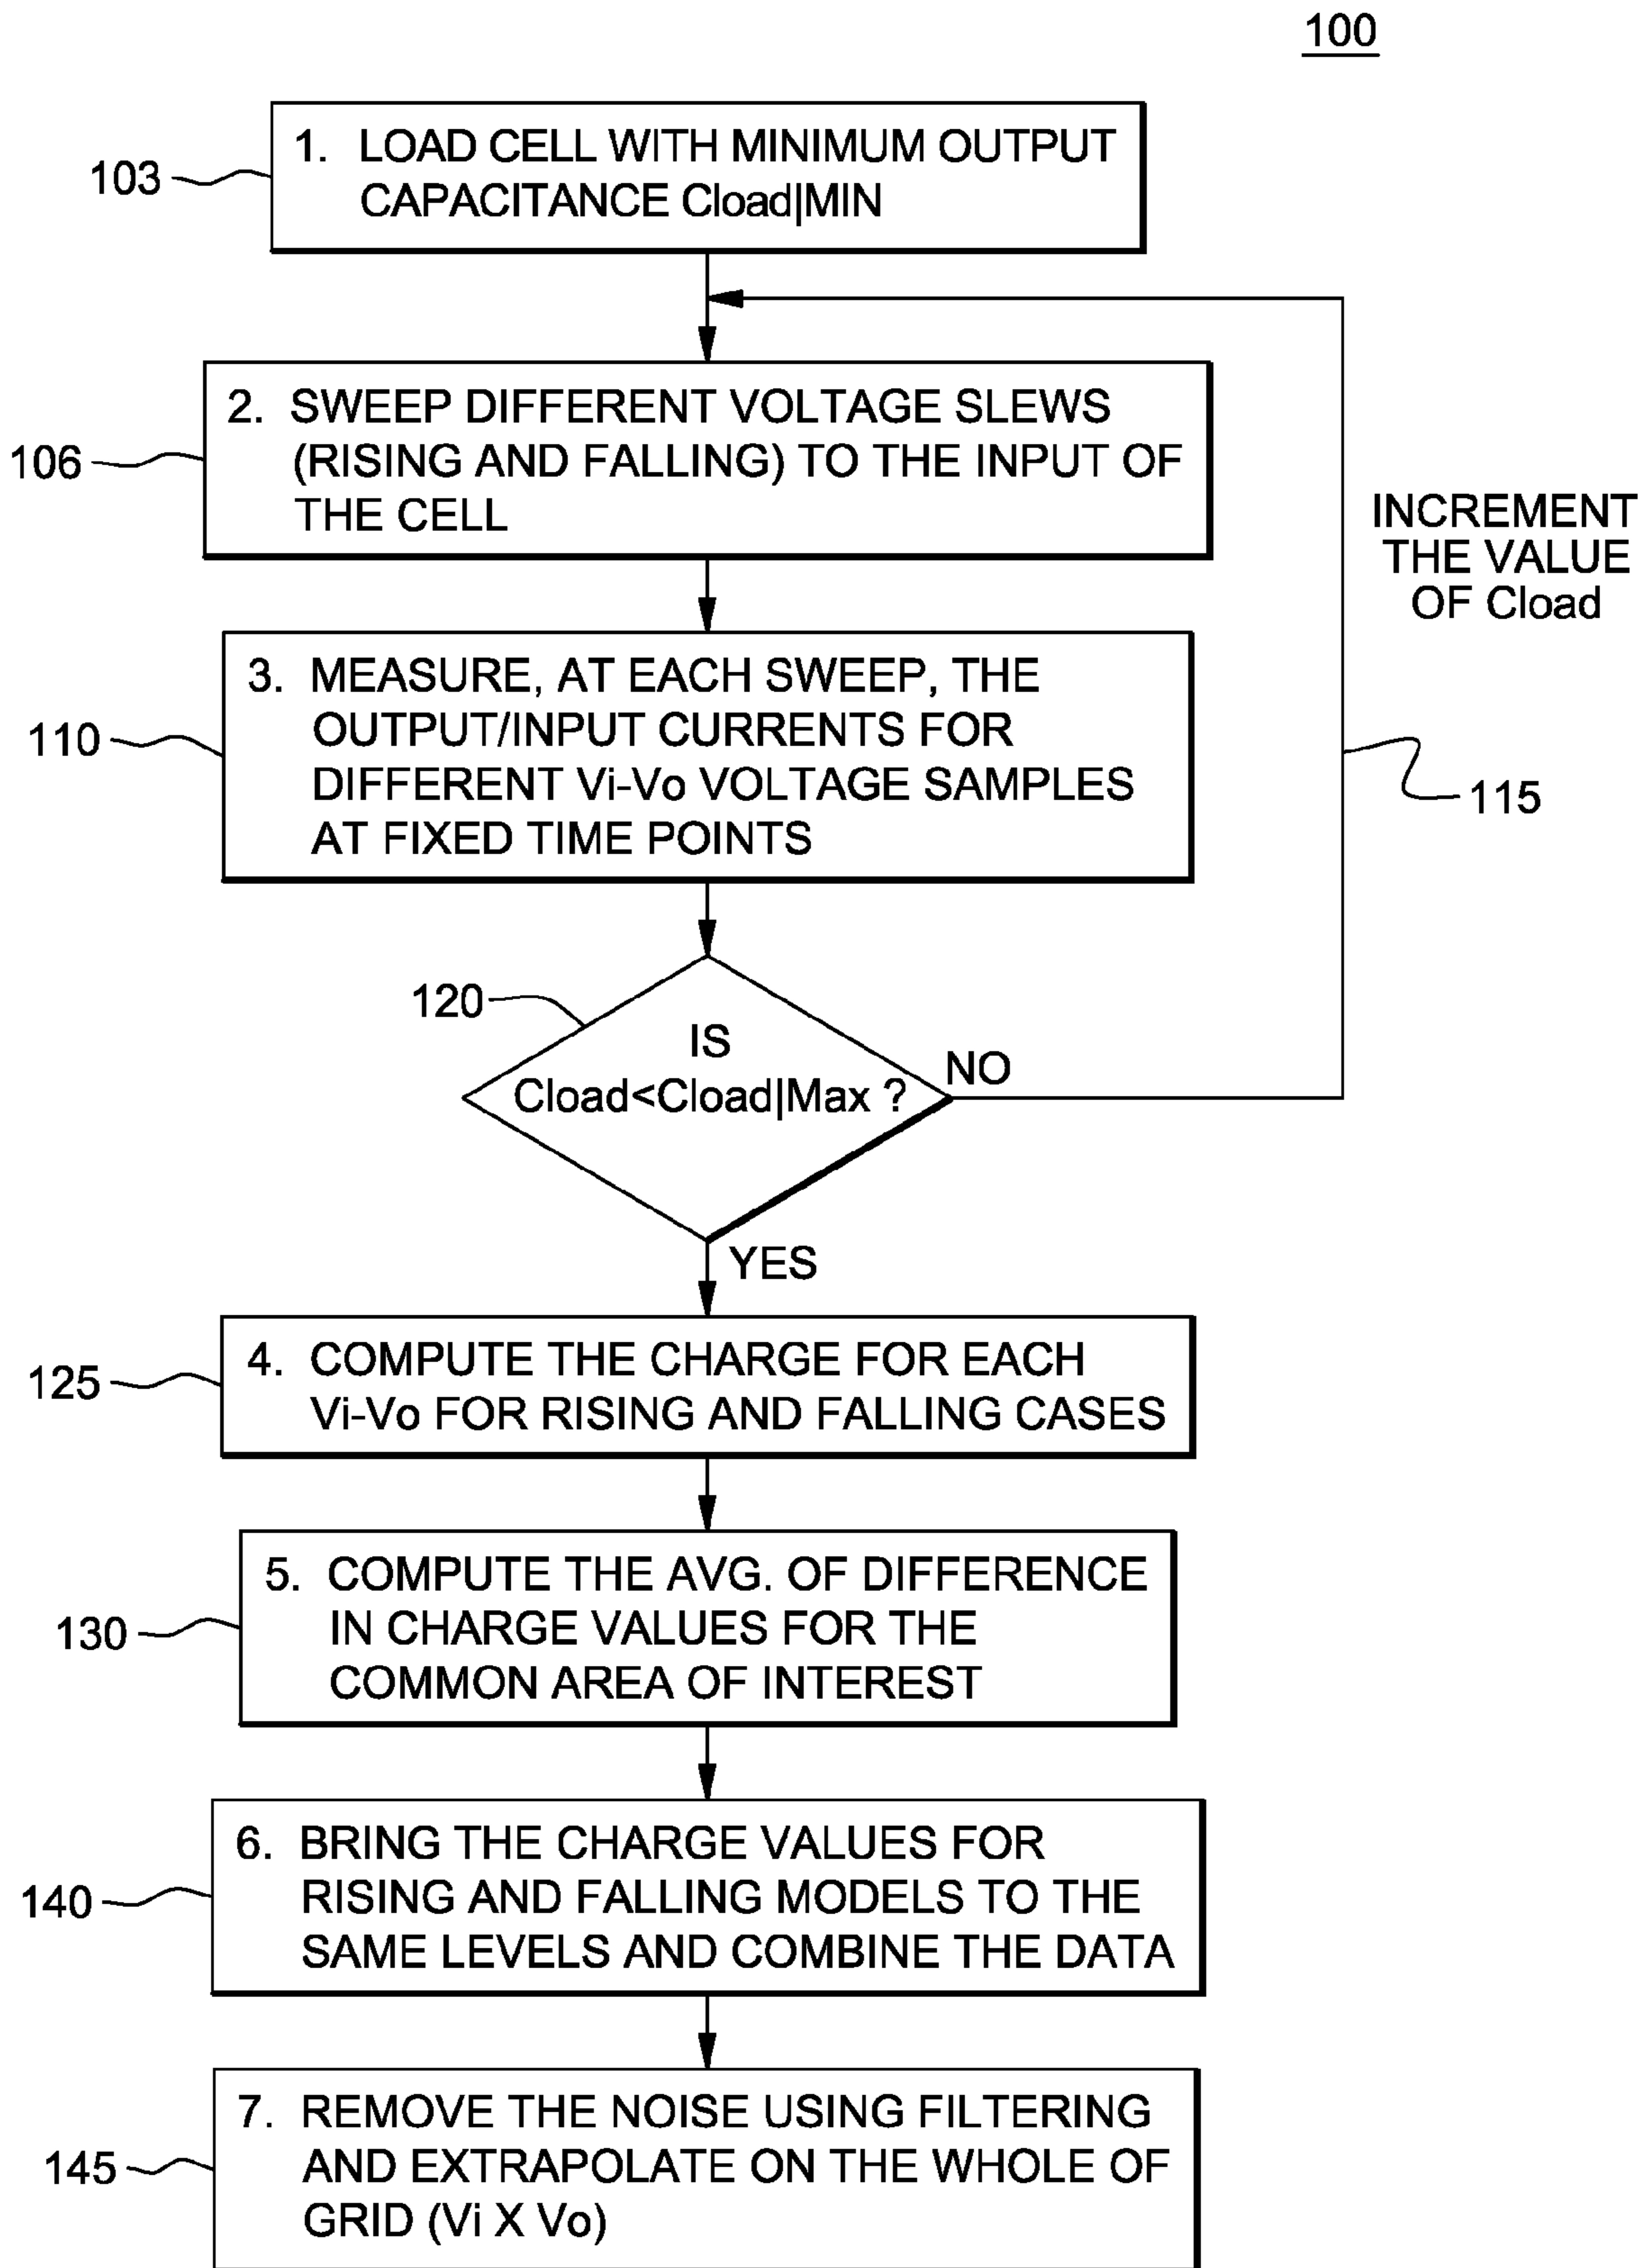 100
103
1. LOAD CELL WITH MINIMUM OUTPUT
CAPACITANCE Cload|MIN
106
2. SWEEP DIFFERENT VOLTAGE SLEWS
(RISING AND FALLING) TO THE INPUT OF
THE CELL
INCREMENT
THE VALUE
OF Cload
110
3. MEASURE, AT EACH SWEEP, THE
OUTPUT/INPUT CURRENTS FOR
DIFFERENT Vi-Vo VOLTAGE SAMPLES
AT FIXED TIME POINTS
115
120
IS
Cload<Cload|Max ?
NO
YES
125
4. COMPUTE THE CHARGE FOR EACH
Vi-Vo FOR RISING AND FALLING CASES
130
5. COMPUTE THE AVG. OF DIFFERENCE
IN CHARGE VALUES FOR THE
COMMON AREA OF INTEREST
140
6. BRING THE CHARGE VALUES FOR
RISING AND FALLING MODELS TO THE
SAME LEVELS AND COMBINE THE DATA
145
7. REMOVE THE NOISE USING FILTERING
AND EXTRAPOLATE ON THE WHOLE OF
GRID (Vi X Vo)